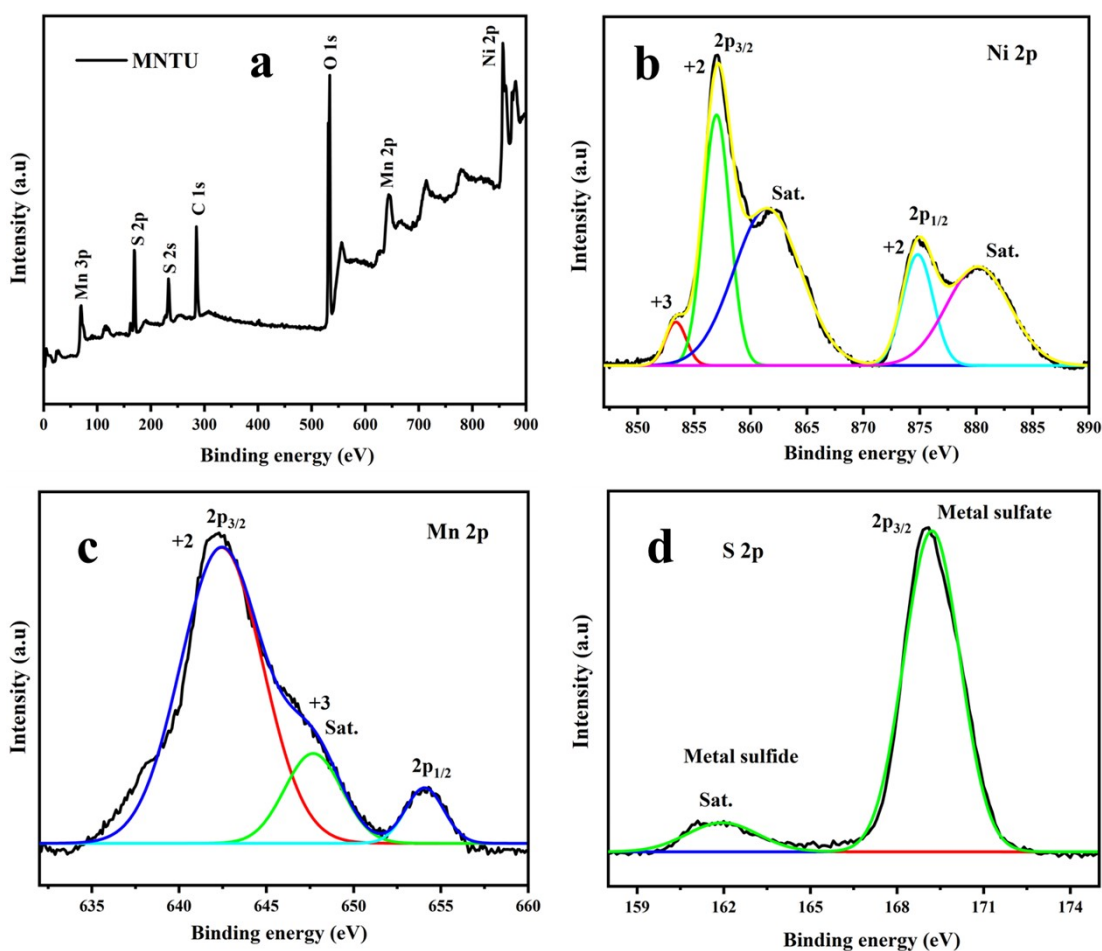 a
MNTU
Mn 3p
S 2p
S 2s
C 1s
O 1s
Mn 2p
Ni 2p
Intensity (a.u)
0 100 200 300 400 500 600 700 800 900
Binding energy (eV)
b
Ni 2p
2p3/2
+2
+3
Sat.
2p1/2
+2
Sat.
Intensity (a.u)
850 855 860 865 870 875 880 885 890
Binding energy (eV)
c
Mn 2p
2p3/2
+2
+3
Sat.
2p1/2
Intensity (a.u)
635 640 645 650 655 660
Binding energy (eV)
d
S 2p
Metal sulfate
2p3/2
Metal sulfide
Sat.
Intensity (a.u)
159 162 165 168 171 174
Binding energy (eV)